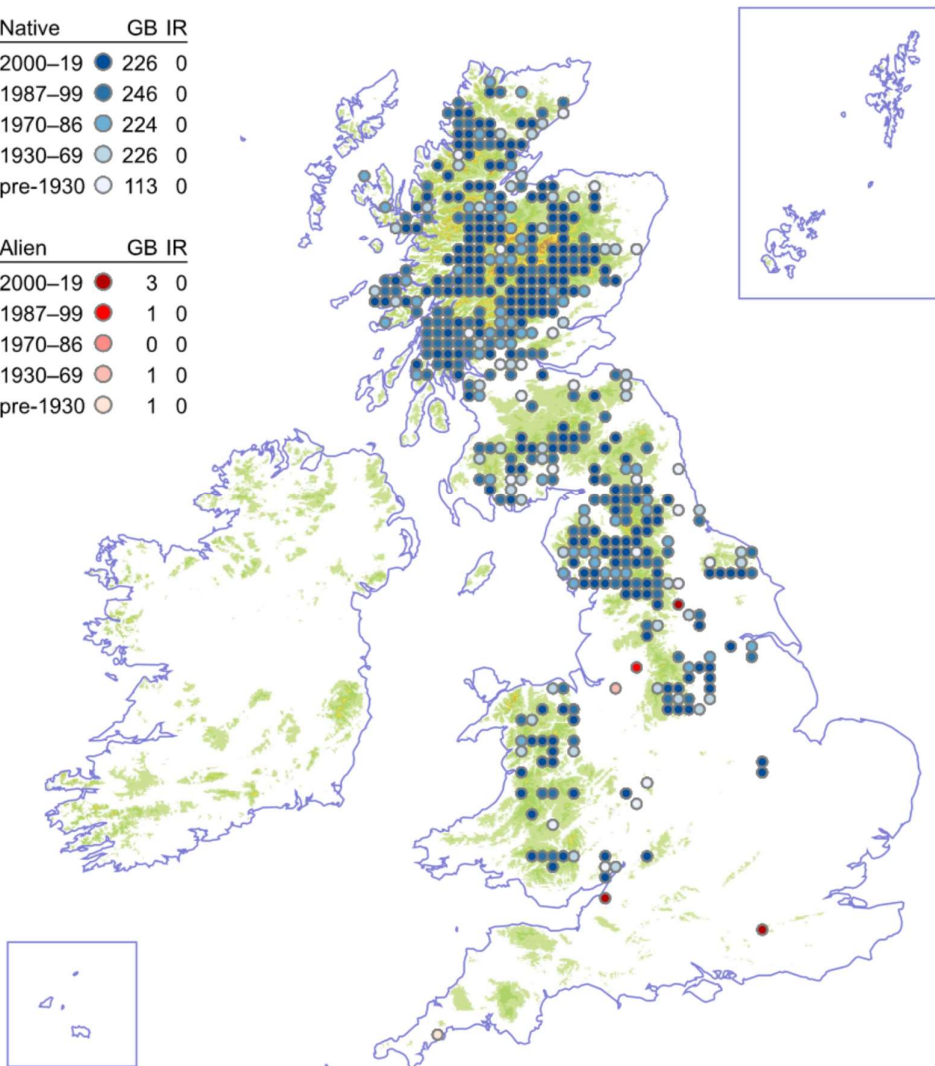 Native GB IR
2000–19 226 0
1987–99 246 0
1970–86 224 0
1930–69 226 0
pre-1930 113 0
Alien GB IR
2000–19 3 0
1987–99 1 0
1970–86 0 0
1930–69 1 0
pre-1930 1 0